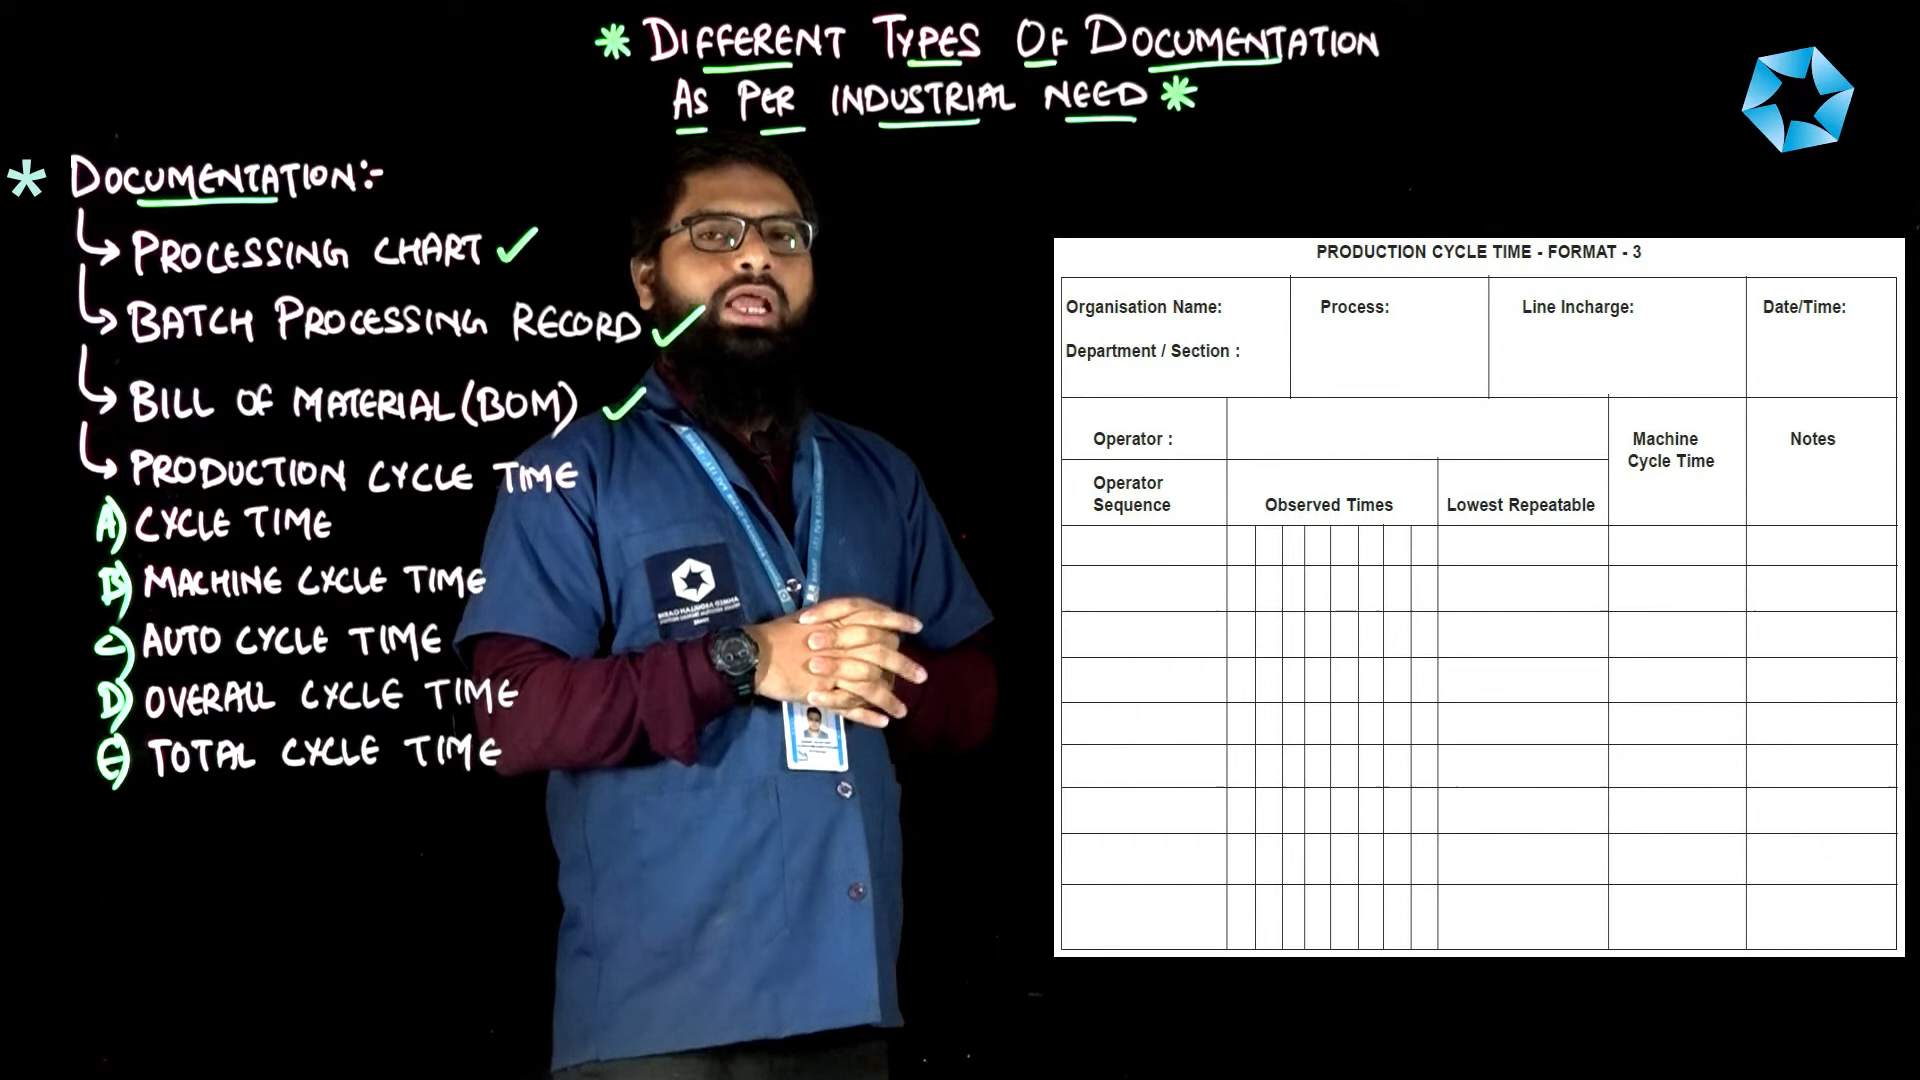 * DIFFERENT TYPES OF DOCUMENTATION
AS PER INDUSTRIAL NEED *
* DOCUMENTATION:-
PROCESSING CHART ✓
BATCH PROCESSING RECORD ✓
BILL OF MATERIAL (BOM) ✓
PRODUCTION CYCLE TIME
A) CYCLE TIME
B) MACHINE CYCLE TIME
C) AUTO CYCLE TIME
D) OVERALL CYCLE TIME
E) TOTAL CYCLE TIME
PRODUCTION CYCLE TIME - FORMAT - 3
Organisation Name:
Department / Section :
Process:
Line Incharge:
Date/Time:
Operator :
Machine
Cycle Time
Notes
Operator
Sequence
Observed Times
Lowest Repeatable